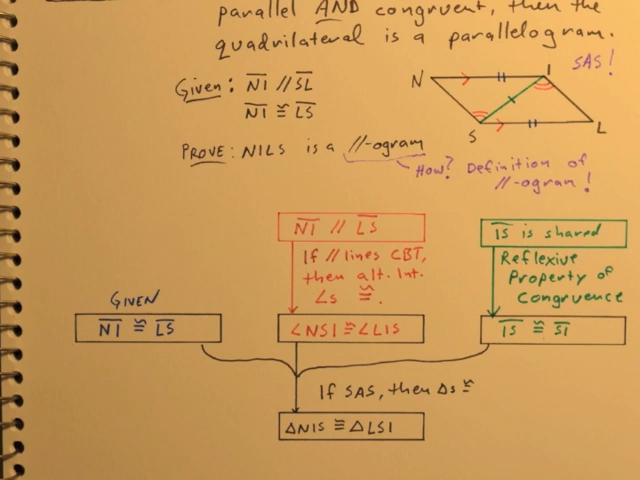 parallel AND congruent, then the
quadrilateral is a parallelogram.
Given: NI // SL
NI ≅ LS
SAS!
N
I
S
L
PROVE: NILS is a //-ogram
How? Definition of
//-ogram!
NI // LS
If // lines CBT,
then alt. Int.
∠s ≅.
IS is shared
Reflexive
Property of
Congruence
GIVEN
NI ≅ LS
∠NSI ≅ ∠LIS
IS ≅ SI
If SAS, then Δs ≅
ΔNIS ≅ ΔLSI